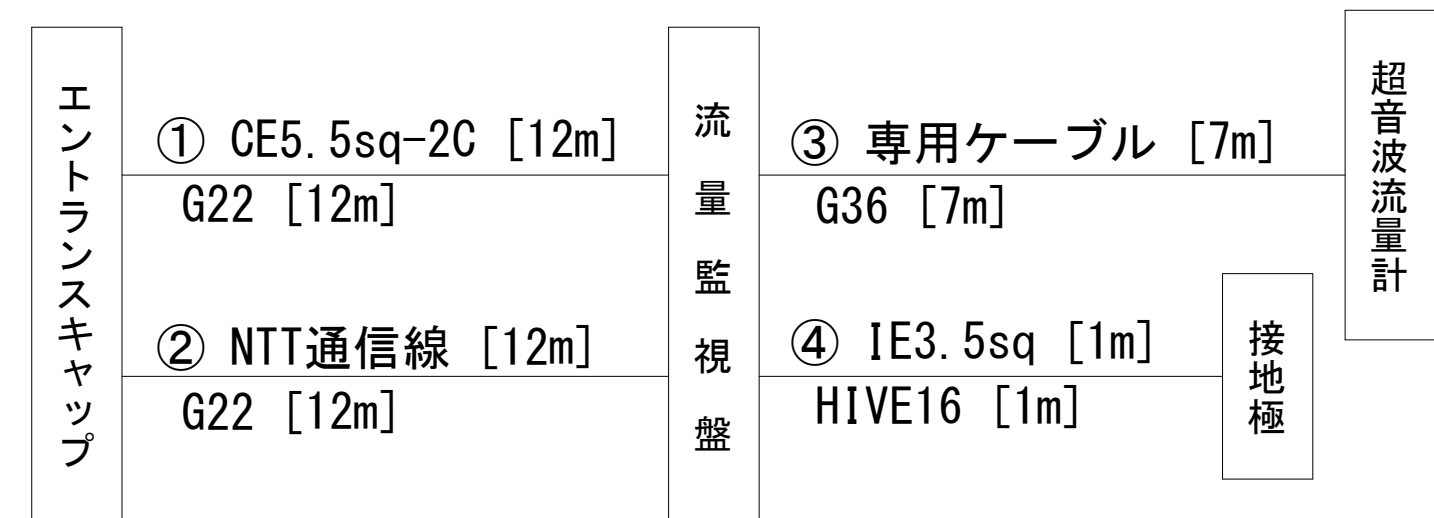 エントランスキャップ
① CE5.5sq-2C [12m]
G22 [12m]
② NTT通信線 [12m]
G22 [12m]
流量監視盤
③ 専用ケーブル [7m]
G36 [7m]
④ IE3.5sq [1m]
HIVE16 [1m]
接地極
超音波流量計